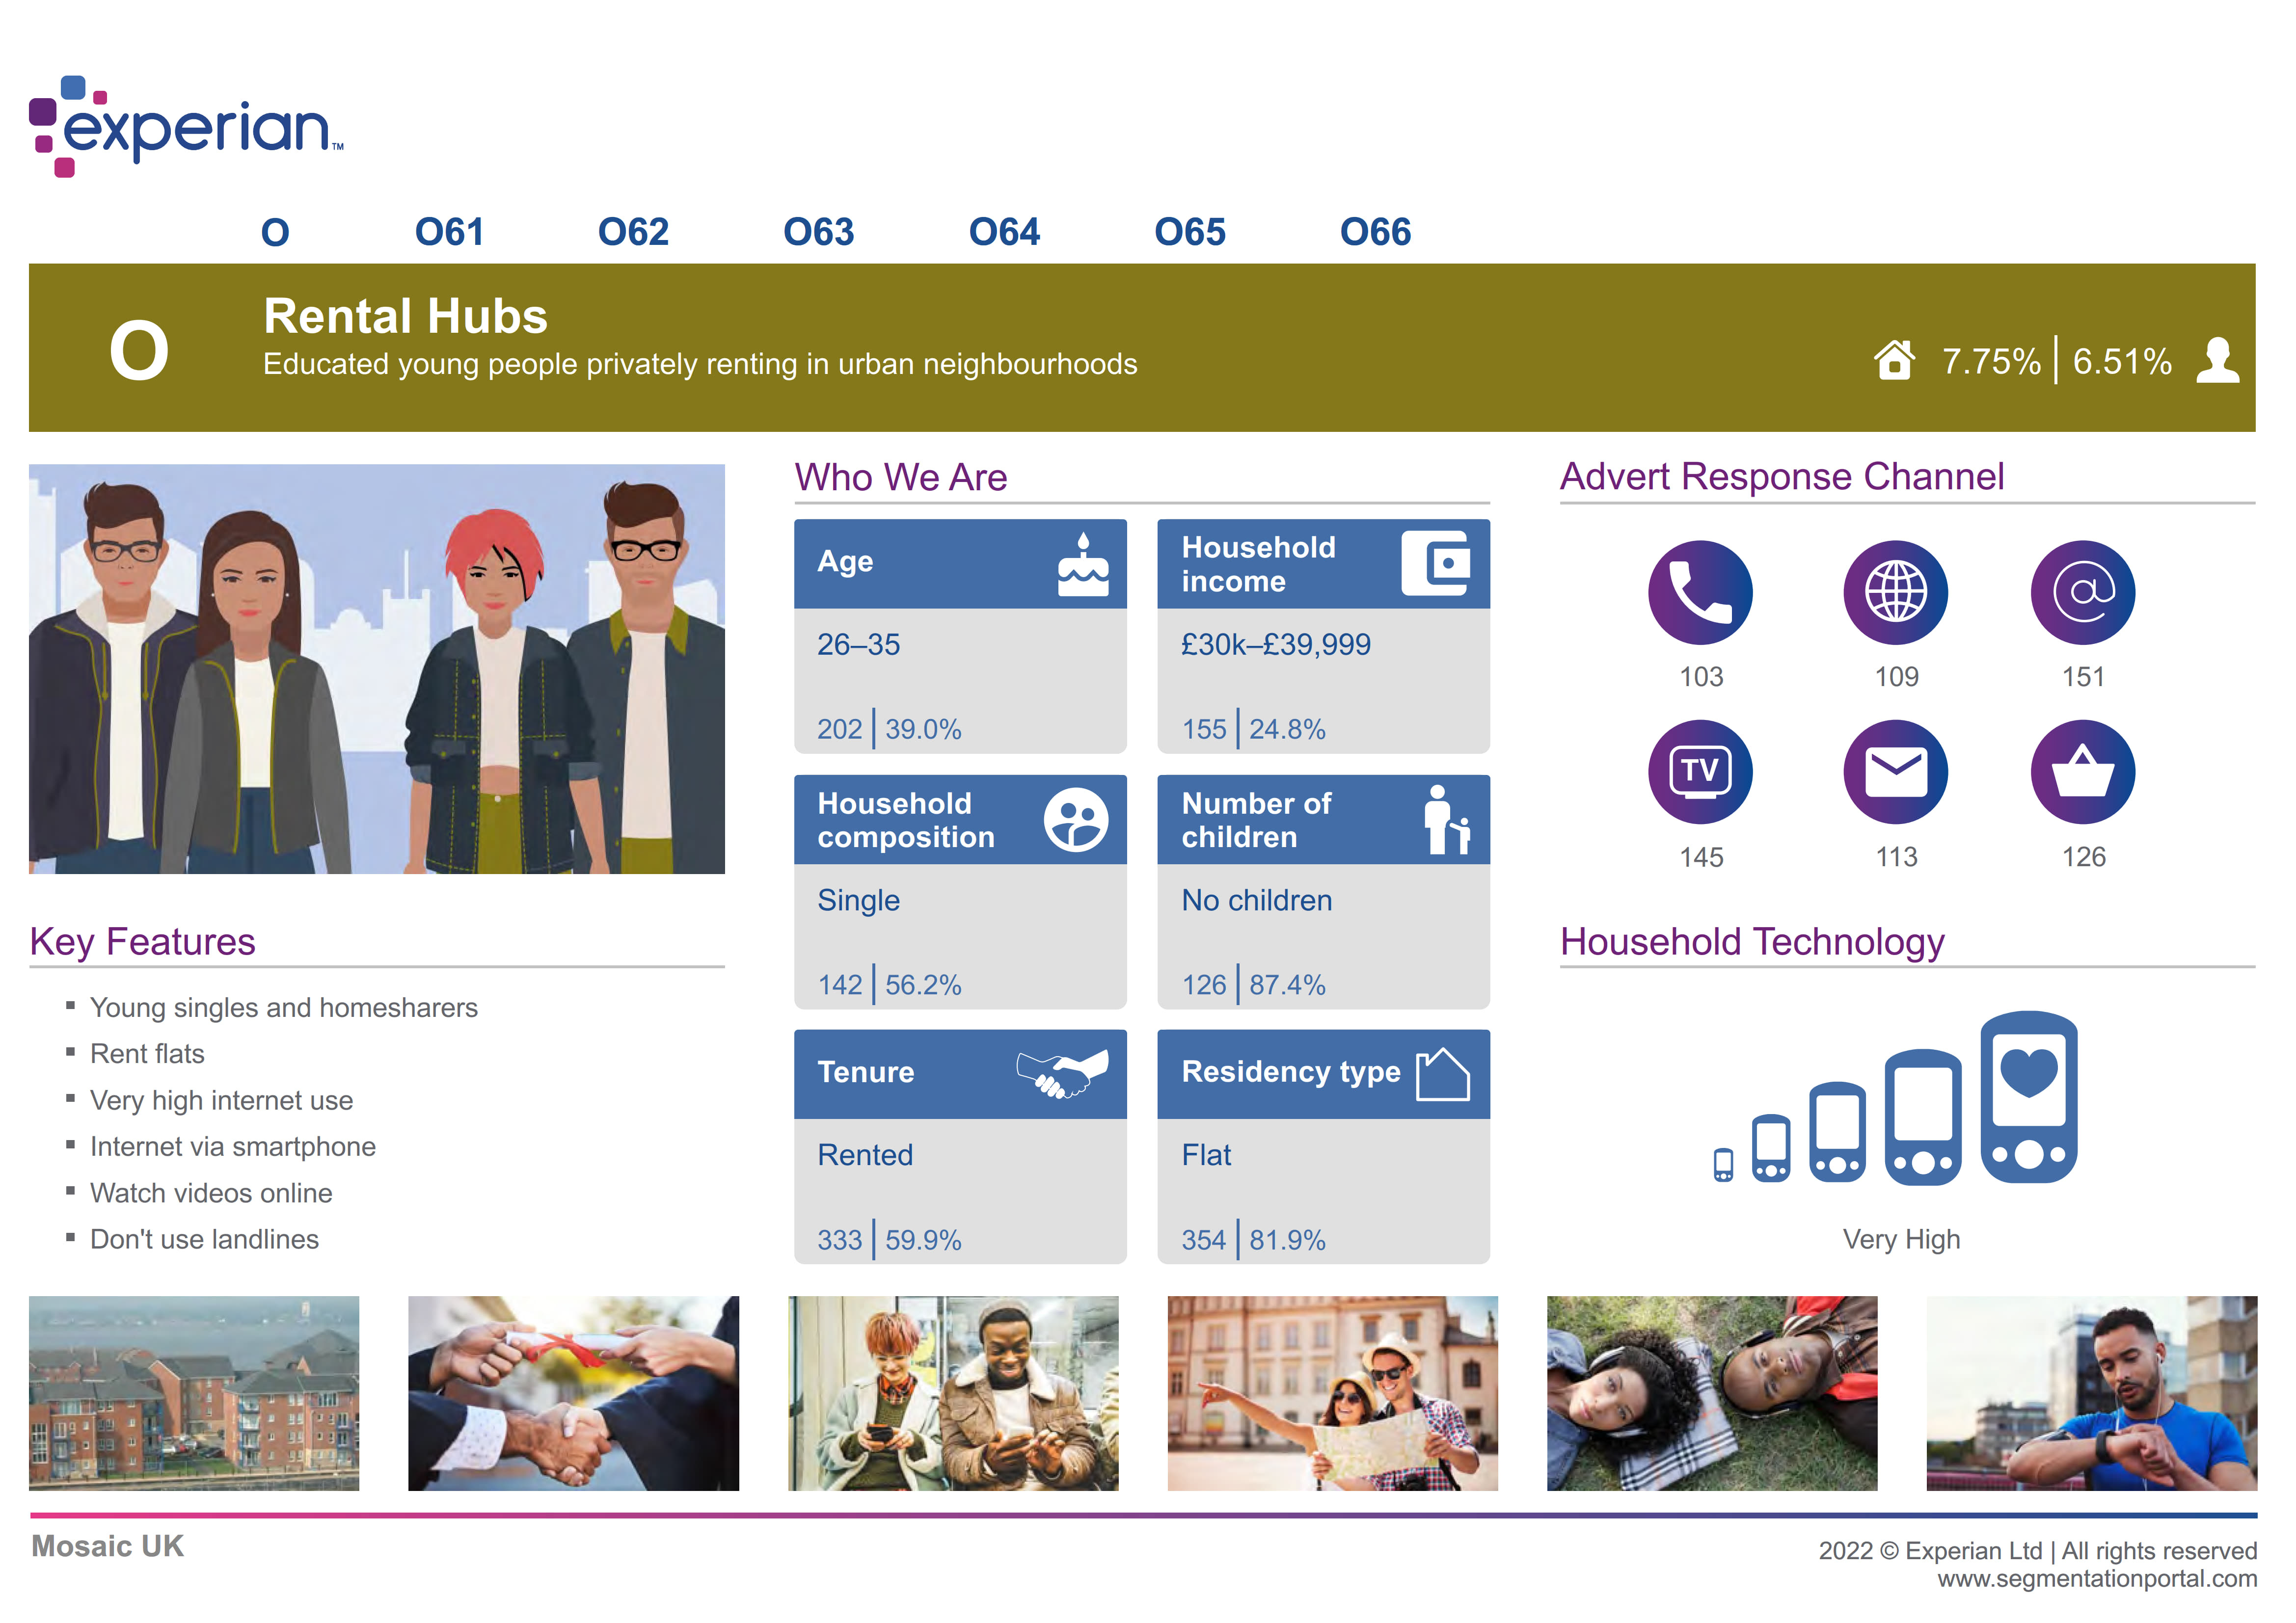 experian™
O O61 O62 O63 O64 O65 O66
O
Rental Hubs
Educated young people privately renting in urban neighbourhoods
7.75% | 6.51%
Key Features
Young singles and homesharers
Rent flats
Very high internet use
Internet via smartphone
Watch videos online
Don't use landlines
Who We Are
Age
26–35
202 | 39.0%
Household
income
£30k–£39,999
155 | 24.8%
Household
composition
Single
142 | 56.2%
Number of
children
No children
126 | 87.4%
Tenure
Rented
333 | 59.9%
Residency type
Flat
354 | 81.9%
Advert Response Channel
@
103 109 151
TV
145 113 126
Household Technology
Very High
Mosaic UK
2022 © Experian Ltd | All rights reserved
www.segmentationportal.com